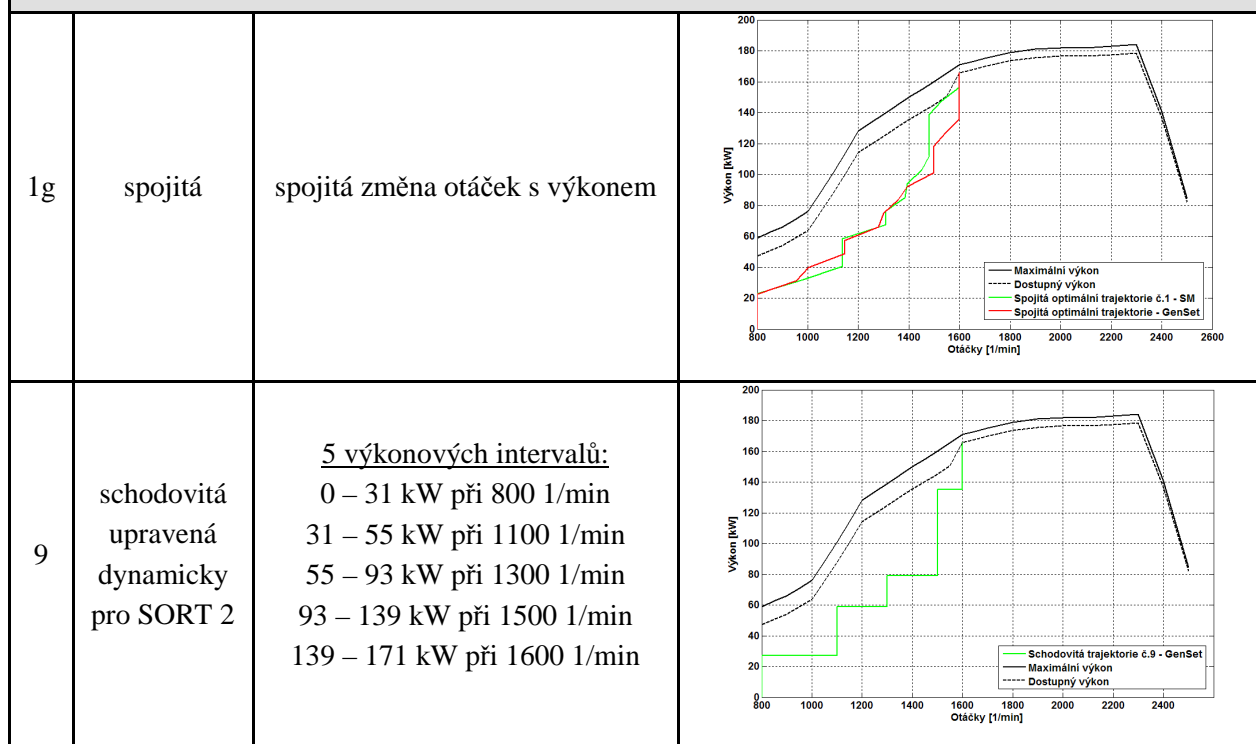 1g
spojitá
spojitá změna otáček s výkonem
200
180
160
140
120
100
80
60
40
20
0
Výkon [kW]
800 1000 1200 1400 1600 1800 2000 2200 2400 2600
Otáčky [1/min]
Maximální výkon
Dostupný výkon
Spojitá optimální trajektorie č.1 - SM
Spojitá optimální trajektorie - GenSet
9
schodovitá
upravená
dynamicky
pro SORT 2
5 výkonových intervalů:
0 – 31 kW při 800 1/min
31 – 55 kW při 1100 1/min
55 – 93 kW při 1300 1/min
93 – 139 kW při 1500 1/min
139 – 171 kW při 1600 1/min
200
180
160
140
120
100
80
60
40
20
0
Výkon [kW]
800 1000 1200 1400 1600 1800 2000 2200 2400
Otáčky [1/min]
Schodovitá trajektorie č.9 - GenSet
Maximální výkon
Dostupný výkon